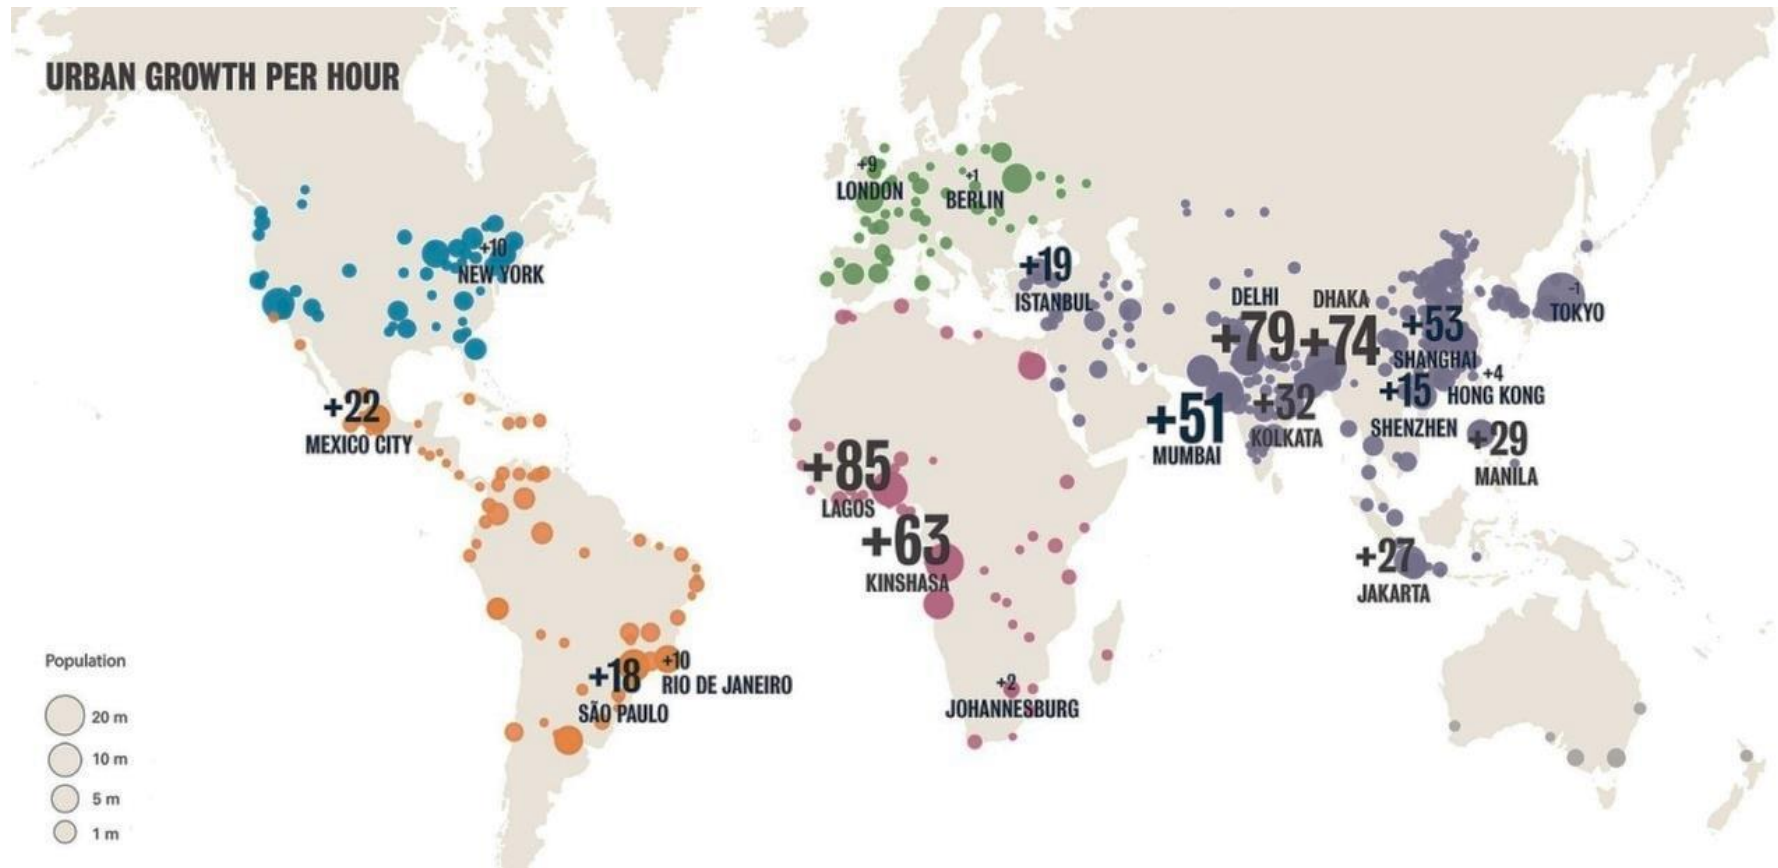 URBAN GROWTH PER HOUR
+9
LONDON
+1
BERLIN
+10
NEW YORK
+19
ISTANBUL
DELHI
+79
DHAKA
+74
+53
SHANGHAI
-1
TOKYO
+4
HONG KONG
+15
SHENZHEN
+22
MEXICO CITY
+51
MUMBAI
+32
KOLKATA
+29
MANILA
+85
LAGOS
+63
KINSHASA
+27
JAKARTA
+18
SÃO PAULO
+10
RIO DE JANEIRO
+2
JOHANNESBURG
Population
20 m
10 m
5 m
1 m